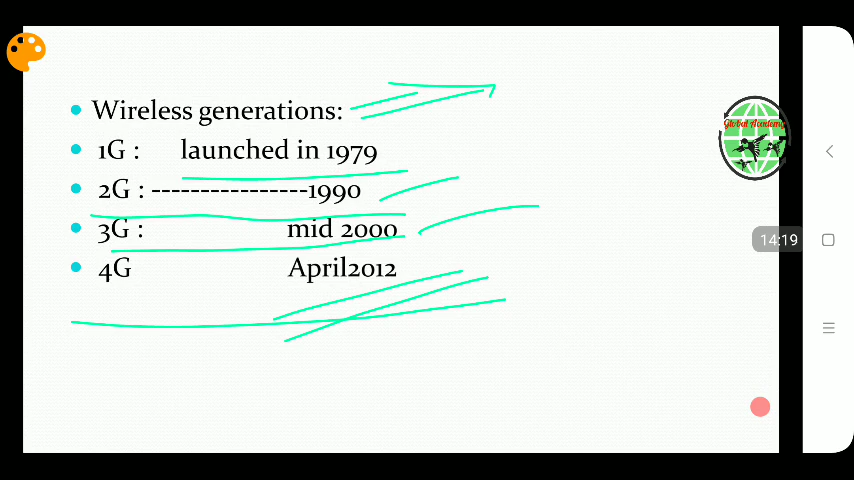 Wireless generations:
1G : launched in 1979
2G : ----------------1990
3G : mid 2000
4G April2012
Global Academy
14:19